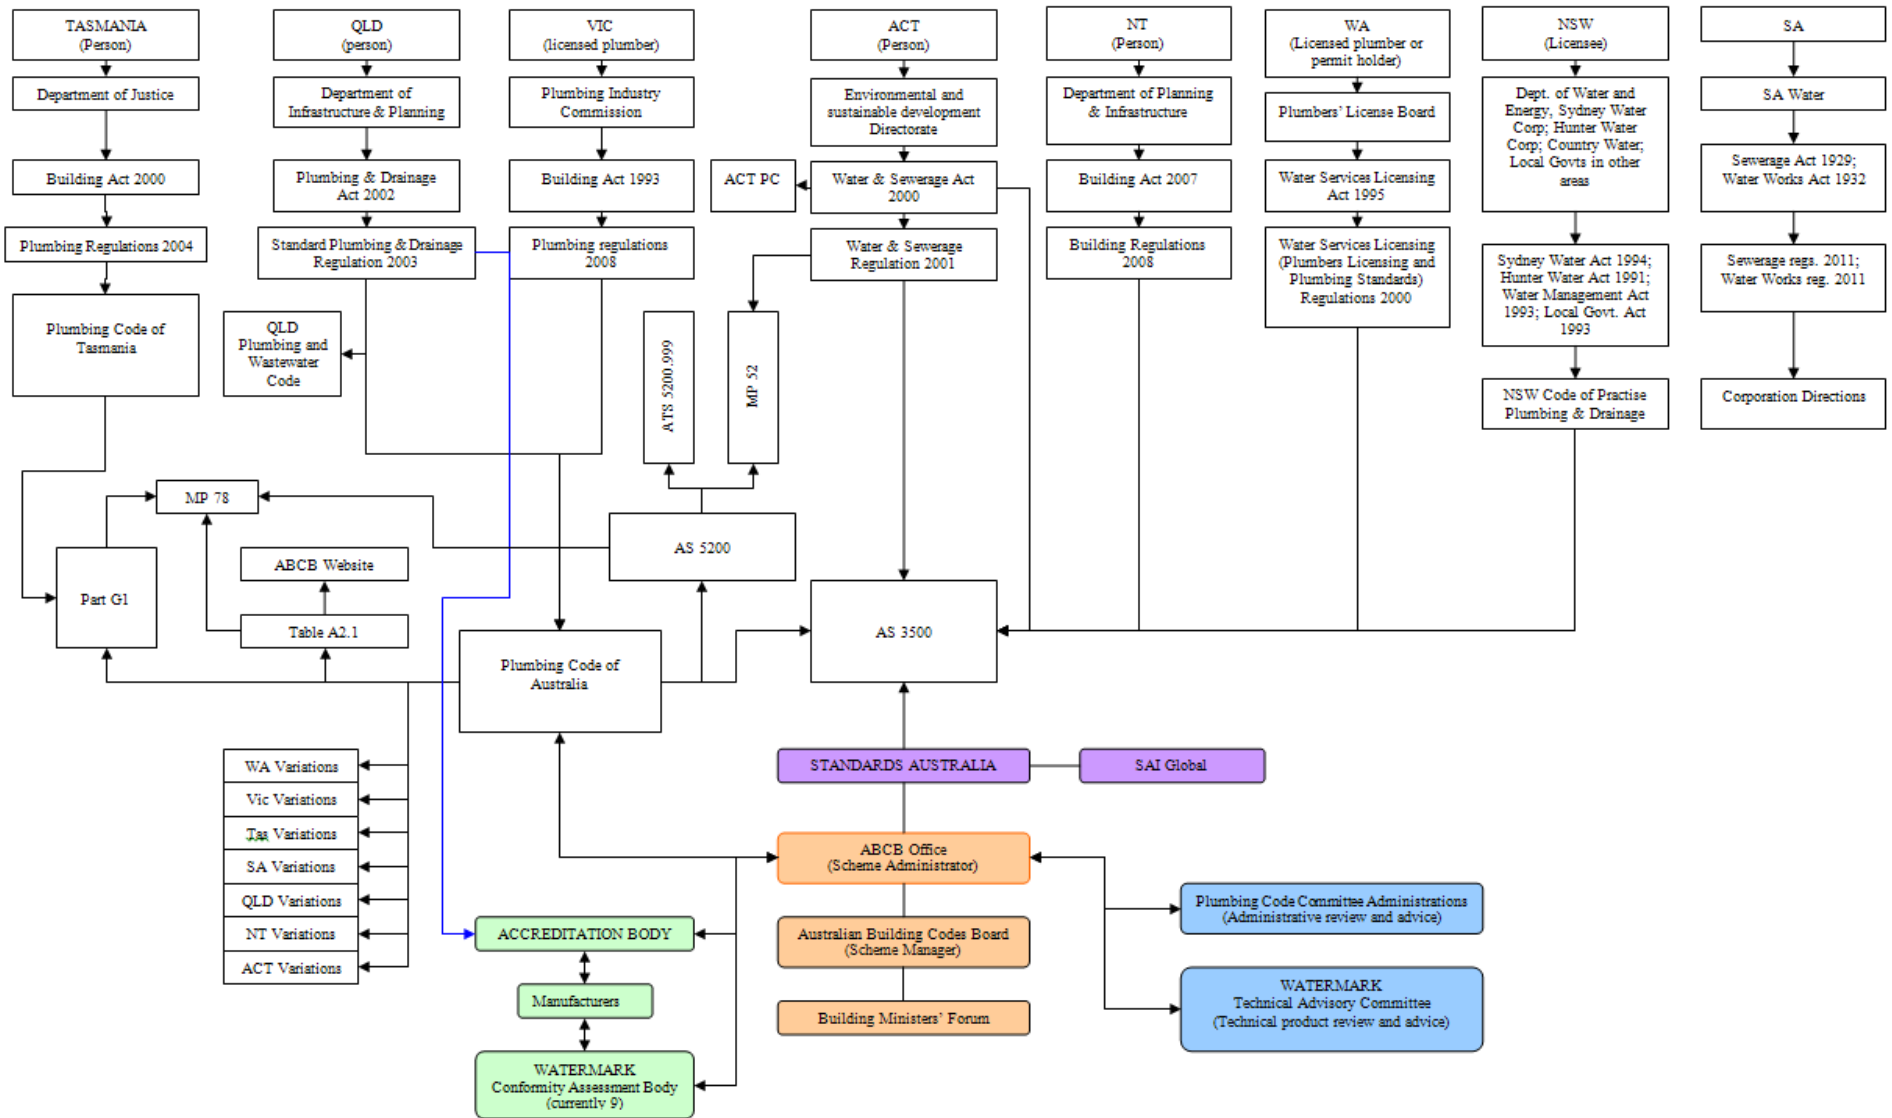 TASMANIA
(Person)
QLD
(person)
VIC
(licensed plumber)
ACT
(Person)
NT
(Person)
WA
(Licensed plumber or
permit holder)
NSW
(Licensee)
SA
Department of Justice
Department of
Infrastructure & Planning
Plumbing Industry
Commission
Environmental and
sustainable development
Directorate
Department of Planning
& Infrastructure
Plumbers' License Board
Dept. of Water and
Energy, Sydney Water
Corp; Hunter Water
Corp; Country Water;
Local Govts in other
areas
SA Water
Building Act 2000
Plumbing & Drainage
Act 2002
Building Act 1993
ACT PC
Water & Sewerage Act
2000
Building Act 2007
Water Services Licensing
Act 1995
Sewerage Act 1929;
Water Works Act 1932
Plumbing Regulations 2004
Standard Plumbing & Drainage
Regulation 2003
Plumbing regulations
2008
Water & Sewerage
Regulation 2001
Building Regulations
2008
Water Services Licensing
(Plumbers Licensing and
Plumbing Standards)
Regulations 2000
Sydney Water Act 1994;
Hunter Water Act 1991;
Water Management Act
1993; Local Govt. Act
1993
Sewerage regs. 2011;
Water Works reg. 2011
Plumbing Code of
Tasmania
QLD
Plumbing and
Wastewater
Code
ATS 5200.999
MP 52
NSW Code of Practise
Plumbing & Drainage
Corporation Directions
MP 78
AS 5200
ABCB Website
Part G1
Table A2.1
Plumbing Code of
Australia
AS 3500
WA Variations
Vic Variations
Tas Variations
SA Variations
QLD Variations
NT Variations
ACT Variations
STANDARDS AUSTRALIA
SAI Global
ABCB Office
(Scheme Administrator)
Plumbing Code Committee Administrations
(Administrative review and advice)
ACCREDITATION BODY
Australian Building Codes Board
(Scheme Manager)
Manufacturers
Building Ministers' Forum
WATERMARK
Technical Advisory Committee
(Technical product review and advice)
WATERMARK
Conformity Assessment Body
(currently 9)